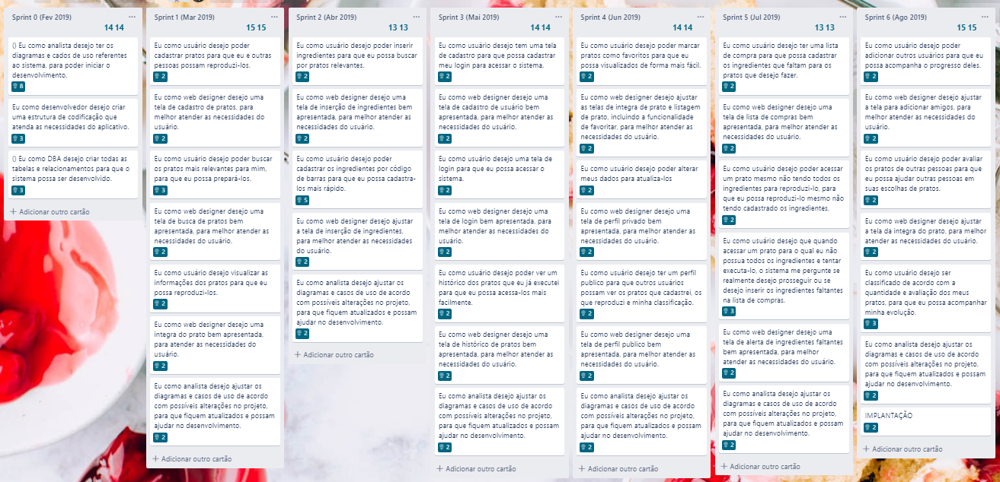 Sprint 0 (Fev 2019)
14 14
() Eu como analista desejo ter os
diagramas e cados de uso referentes
ao sistema, para poder iniciar o
desenvolvimento.
8
Eu como desenvolvedor desejo criar
uma estrutura de codificação que
atenda as necesidades do aplicativo.
3
() Eu como DBA desejo criar todas as
tabelas e relacionamentos para que o
sistema possa ser desenvolvido.
3
+ Adicionar outro cartão
Sprint 1 (Mar 2019)
15 15
Eu como usuário desejo poder
cadastrar pratos para que eu e outras
pessoas possam reproduzi-los.
2
Eu como web designer desejo uma
tela de cadastro de pratos, para
melhor atender as necessidades do
usuário.
2
Eu como usuário desejo poder buscar
os pratos mais relevantes para mim,
para que eu possa prepará-los.
3
Eu como web designer desejo uma
tela de busca de pratos bem
apresentada, para melhor atender as
necessidades do usuário.
2
Eu como usuário desejo visualizar as
informações dos pratos para que eu
possa reproduzi-los.
2
Eu como web designer desejo uma
integra do prato bem apresentada,
para atender as necessidades do
usuário.
2
Eu como analista desejo ajustar os
diagramas e casos de uso de acordo
com possíveis alterações no projeto,
para que fiquem atualizados e possam
ajudar no desenvolvimento.
2
+ Adicionar outro cartão
Sprint 2 (Abr 2019)
13 13
Eu como usuário desejo poder inserir
ingredientes para que eu possa buscar
por pratos relevantes.
2
Eu como web designer desejo uma
tela de inserção de ingredientes bem
apresentada, para melhor atender as
necessidades do usuário.
2
Eu como usuário desejo poder
cadastrar os ingredientes por código
de barras para que eu possa cadastra-
los mais rápido.
5
Eu como web designer desejo ajustar
a tela de inserção de ingredientes,
para melhor atender as necessidades
do usuário.
2
Eu como analista desejo ajustar os
diagramas e casos de uso de acordo
com possíveis alterações no projeto,
para que fiquem atualizados e possam
ajudar no desenvolvimento.
2
+ Adicionar outro cartão
Sprint 3 (Mai 2019)
14 14
Eu como usuário desejo tem uma tela
de cadastro para que possa cadastrar
meu login para acessar o sistema.
2
Eu como web designer desejo uma
tela de cadastro de usuário bem
apresentada, para melhor atender as
necessidades do usuário.
2
Eu como usuário desejo uma tela de
login para que eu possa acessar o
sistema.
2
Eu como web designer desejo uma
tela de login bem apresentada, para
melhor atender as necessidades do
usuário.
2
Eu como usuário desejo poder ver um
histórico dos pratos que eu já executei
para que eu possa acessa-los mais
facilmente.
2
Eu como web designer desejo uma
tela de histórico de pratos bem
apresentada, para melhor atender as
necessidades do usuário.
2
Eu como analista desejo ajustar os
diagramas e casos de uso de acordo
com possíveis alterações no projeto,
para que fiquem atualizados e possam
ajudar no desenvolvimento.
2
+ Adicionar outro cartão
Sprint 4 (Jun 2019)
14 14
Eu como usuário desejo poder marcar
pratos como favoritos para que eu
possa visualizados de forma mais fácil.
2
Eu como web designer desejo ajustar
as telas de integra de prato e listagem
de prato, incluindo a funcionalidade
de favoritar, para melhor atender as
necessidades do usuário.
2
Eu como usuário desejo poder alterar
meus dados para atualiza-los
2
Eu como web designer desejo uma
tela de perfil privado bem
apresentada, para melhor atender as
necessidades do usuário.
2
Eu como usuário desejo ter um perfil
publico para que outros usuários
possam ver os pratos que cadastrei, os
que reproduzi e minha classificação.
2
Eu como web designer desejo uma
tela de perfil publico bem
apresentada, para melhor atender as
necessidades do usuário.
2
Eu como analista desejo ajustar os
diagramas e casos de uso de acordo
com possíveis alterações no projeto,
para que fiquem atualizados e possam
ajudar no desenvolvimento.
2
+ Adicionar outro cartão
Sprint 5 (Jul 2019)
13 13
Eu como usuário desejo ter uma lista
de compra para que possa cadastrar
os ingredientes que faltam para os
pratos que desejo fazer.
2
Eu como web designer desejo uma
tela de lista de compras bem
apresentada, para melhor atender as
necessidades do usuário.
2
Eu como usuário desejo poder acessar
um prato mesmo não tendo todos os
ingredientes para reproduzi-lo, para
que eu possa reproduzi-lo mesmo não
tendo cadastrado os ingredientes.
2
Eu como usuário desejo que quando
acessar um prato para o qual eu não
possua todos os ingredientes e tentar
executa-lo, o sistema me pergunte se
realmente desejo prosseguir ou se
desejo inserir os ingredientes faltantes
na lista de compras.
3
Eu como web designer desejo uma
tela de alerta de ingredientes faltantes
bem apresentada, para melhor
atender as necessidades do usuário.
2
Eu como analista desejo ajustar os
diagramas e casos de uso de acordo
com possíveis alterações no projeto,
para que fiquem atualizados e possam
ajudar no desenvolvimento.
2
+ Adicionar outro cartão
Sprint 6 (Ago 2019)
15 15
Eu como usuário desejo poder
adicionar outros usuários para que eu
possa acompanha o progresso deles.
2
Eu como web designer desejo ajustar
a tela para adicionar amigos, para
melhor atender as necesidades do
usuário.
2
Eu como usuário desejo poder avaliar
os pratos de outras pessoas para que
eu possa ajudar outras pessoas em
suas escolhas de pratos.
2
Eu como web designer desejo ajustar
a tela da integra do prato, para melhor
atender as necessidades do usuário.
2
Eu como usuário desejo ser
classificado de acordo com a
quantidade e avaliação dos meus
pratos, para que eu possa acompanhar
minha evolução.
3
Eu como analista desejo ajustar os
diagramas e casos de uso de acordo
com possíveis alterações no projeto,
para que fiquem atualizados e possam
ajudar no desenvolvimento.
2
IMPLANTAÇÃO
2
+ Adicionar outro cartão